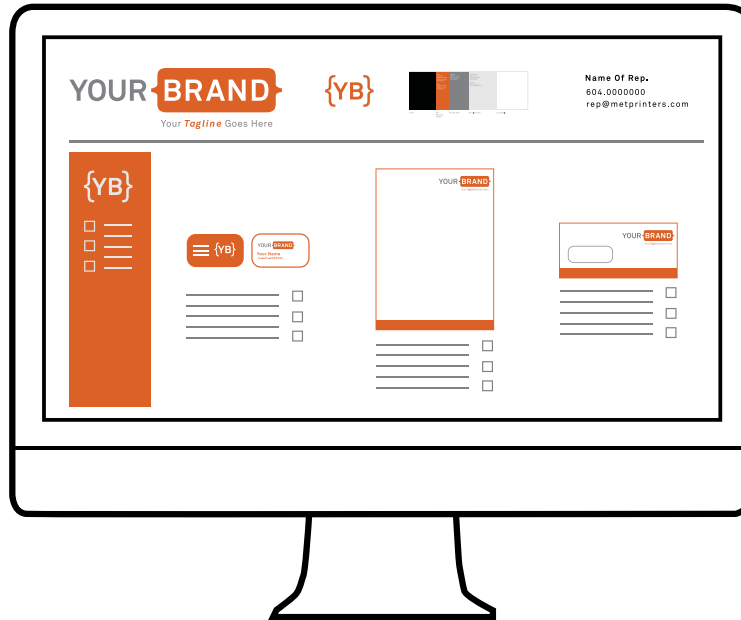 YOUR BRAND
Your Tagline Goes Here
{YB}
Name Of Rep.
604.0000000
rep@metprinters.com
{YB}
{YB}
YOUR BRAND
Your Name
YOUR BRAND
YOUR BRAND